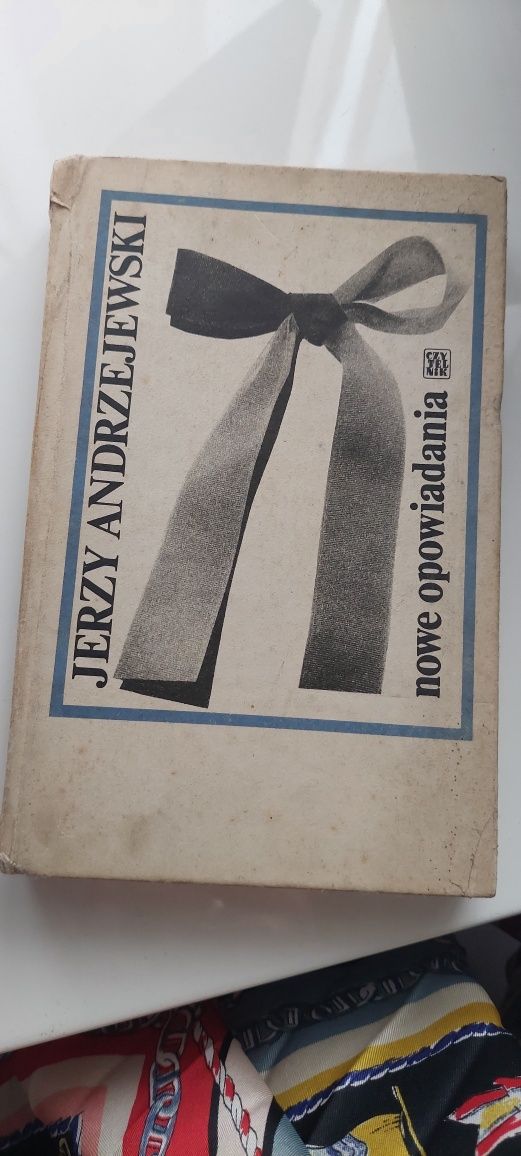 JERZY ANDRZEJEWSKI
nowe opowiadania
CZY
TEL
NIK